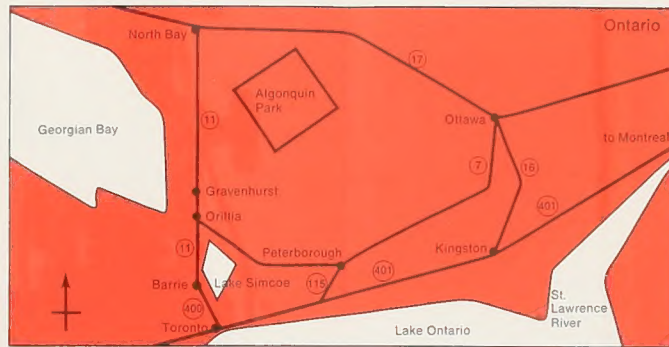 Ontario
North Bay
17
Algonquin
Park
Ottawa
Georgian Bay
11
to Montreal
7
16
Gravenhurst
401
Orillia
11
Peterborough
Kingston
401
Barrie
Lake Simcoe
115
400
St.
Lawrence
River
Toronto
Lake Ontario